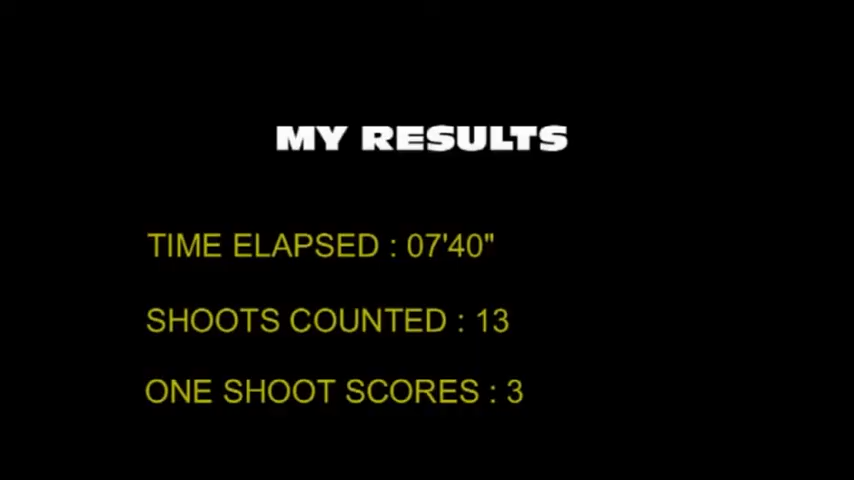 MY RESULTS
TIME ELAPSED : 07'40"
SHOOTS COUNTED : 13
ONE SHOOT SCORES : 3